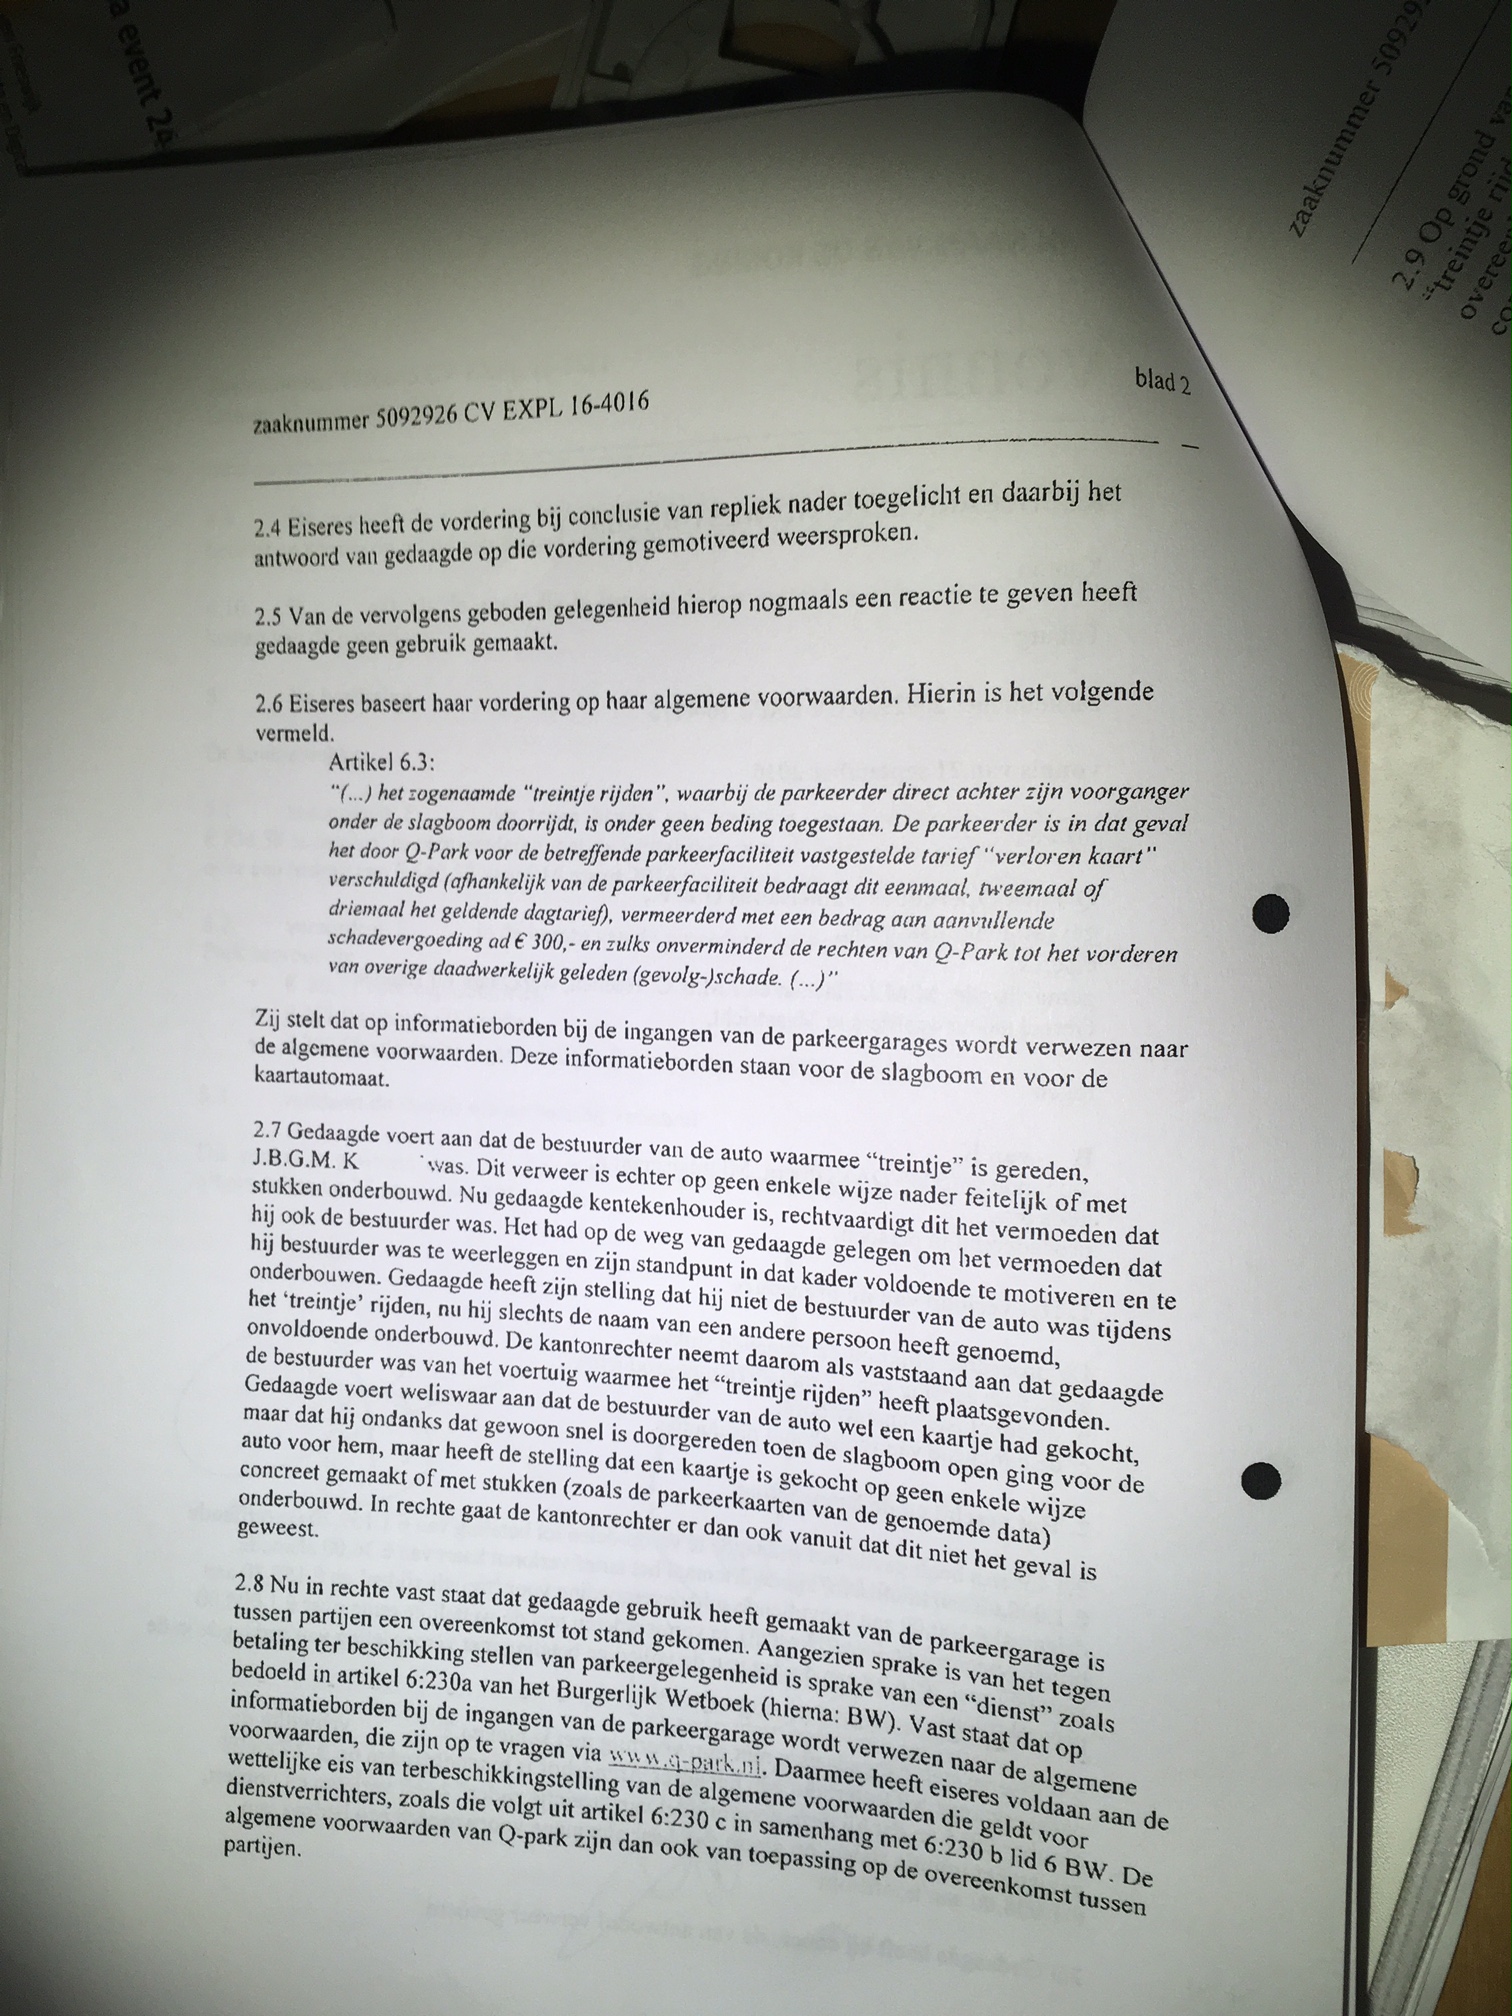 a event 24
zaaknummer 50929
2.9 Op grond van
“treintje rijd
zaaknummer 5092926 CV EXPL 16-4016
blad 2
2.4 Eiseres heeft de vordering bij conclusie van repliek nader toegelicht en daarbij het
antwoord van gedaagde op die vordering gemotiveerd weersproken.
2.5 Van de vervolgens geboden gelegenheid hierop nogmaals een reactie te geven heeft
gedaagde geen gebruik gemaakt.
2.6 Eiseres baseert haar vordering op haar algemene voorwaarden. Hierin is het volgende
vermeld.
Artikel 6.3:
“(...) het zogenaamde “treintje rijden”, waarbij de parkeerder direct achter zijn voorganger
onder de slagboom doorrijdt, is onder geen beding toegestaan. De parkeerder is in dat geval
het door Q-Park voor de betreffende parkeerfaciliteit vastgestelde tarief “verloren kaart”
verschuldigd (afhankelijk van de parkeerfaciliteit bedraagt dit eenmaal, tweemaal of
driemaal het geldende dagtarief), vermeerderd met een bedrag aan aanvullende
schadevergoeding ad € 300,- en zulks onverminderd de rechten van Q-Park tot het vorderen
van overige daadwerkelijk geleden (gevolg-)schade. (...)”
Zij stelt dat op informatieborden bij de ingangen van de parkeergarages wordt verwezen naar
de algemene voorwaarden. Deze informatieborden staan voor de slagboom en voor de
kaartautomaat.
2.7 Gedaagde voert aan dat de bestuurder van de auto waarmee “treintje” is gereden,
J.B.G.M. K was. Dit verweer is echter op geen enkele wijze nader feitelijk of met
stukken onderbouwd. Nu gedaagde kentekenhouder is, rechtvaardigt dit het vermoeden dat
hij ook de bestuurder was. Het had op de weg van gedaagde gelegen om het vermoeden dat
hij bestuurder was te weerleggen en zijn standpunt in dat kader voldoende te motiveren en te
onderbouwen. Gedaagde heeft zijn stelling dat hij niet de bestuurder van de auto was tijdens
het ‘treintje’ rijden, nu hij slechts de naam van een andere persoon heeft genoemd,
onvoldoende onderbouwd. De kantonrechter neemt daarom als vaststaand aan dat gedaagde
de bestuurder was van het voertuig waarmee het “treintje rijden” heeft plaatsgevonden.
Gedaagde voert weliswaar aan dat de bestuurder van de auto wel een kaartje had gekocht,
maar dat hij ondanks dat gewoon snel is doorgereden toen de slagboom open ging voor de
auto voor hem, maar heeft de stelling dat een kaartje is gekocht op geen enkele wijze
concreet gemaakt of met stukken (zoals de parkeerkaarten van de genoemde data)
onderbouwd. In rechte gaat de kantonrechter er dan ook vanuit dat dit niet het geval is
geweest.
2.8 Nu in rechte vast staat dat gedaagde gebruik heeft gemaakt van de parkeergarage is
tussen partijen een overeenkomst tot stand gekomen. Aangezien sprake is van het tegen
betaling ter beschikking stellen van parkeergelegenheid is sprake van een “dienst” zoals
bedoeld in artikel 6:230a van het Burgerlijk Wetboek (hierna: BW). Vast staat dat op
informatieborden bij de ingangen van de parkeergarage wordt verwezen naar de algemene
voorwaarden, die zijn op te vragen via www.q-park.nl. Daarmee heeft eiseres voldaan aan de
wettelijke eis van terbeschikkingstelling van de algemene voorwaarden die geldt voor
dienstverrichters, zoals die volgt uit artikel 6:230 c in samenhang met 6:230 b lid 6 BW. De
algemene voorwaarden van Q-park zijn dan ook van toepassing op de overeenkomst tussen
partijen.